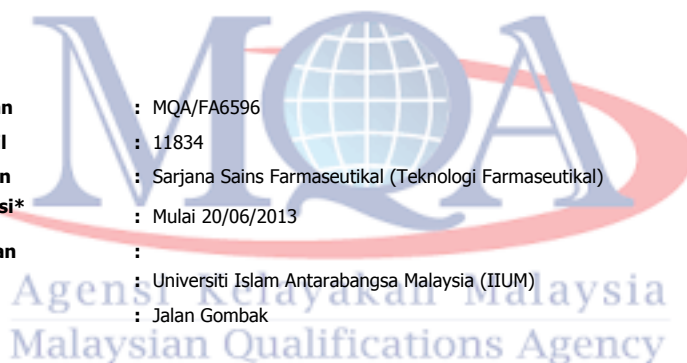 MQA
an : MQA/FA6596
l : 11834
n : Sarjana Sains Farmaseutikal (Teknologi Farmaseutikal)
si* : Mulai 20/06/2013
an :
: Universiti Islam Antarabangsa Malaysia (IIUM)
: Jalan Gombak
Agensi Kelayakan Malaysia
Malaysian Qualifications Agency